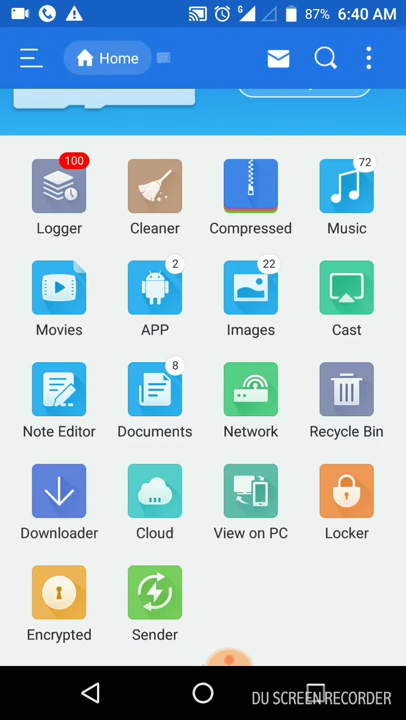 87% 6:40 AM
Home
100
72
Logger Cleaner Compressed Music
2
22
Movies APP Images Cast
8
Note Editor Documents Network Recycle Bin
Downloader Cloud View on PC Locker
Encrypted Sender
DU SCREEN RECORDER